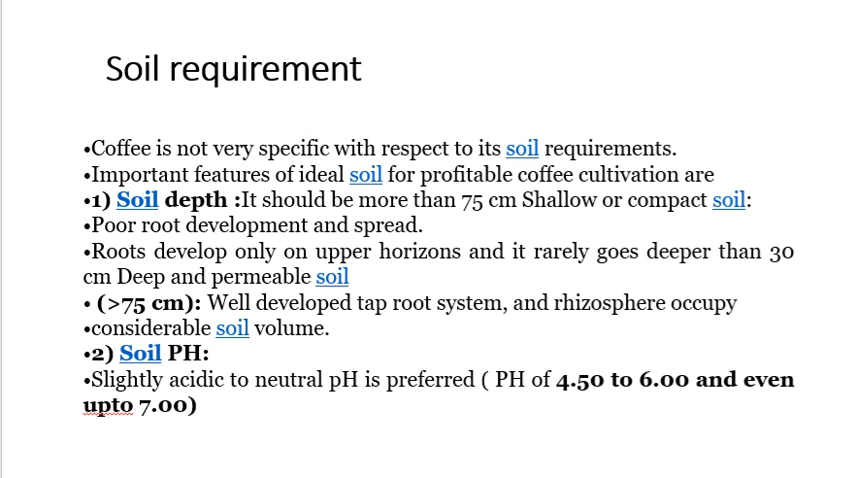 Soil requirement
•Coffee is not very specific with respect to its soil requirements.
•Important features of ideal soil for profitable coffee cultivation are
•1) Soil depth :It should be more than 75 cm Shallow or compact soil:
•Poor root development and spread.
•Roots develop only on upper horizons and it rarely goes deeper than 30
cm Deep and permeable soil
• (>75 cm): Well developed tap root system, and rhizosphere occupy
•considerable soil volume.
•2) Soil PH:
•Slightly acidic to neutral pH is preferred ( PH of 4.50 to 6.00 and even
upto 7.00)